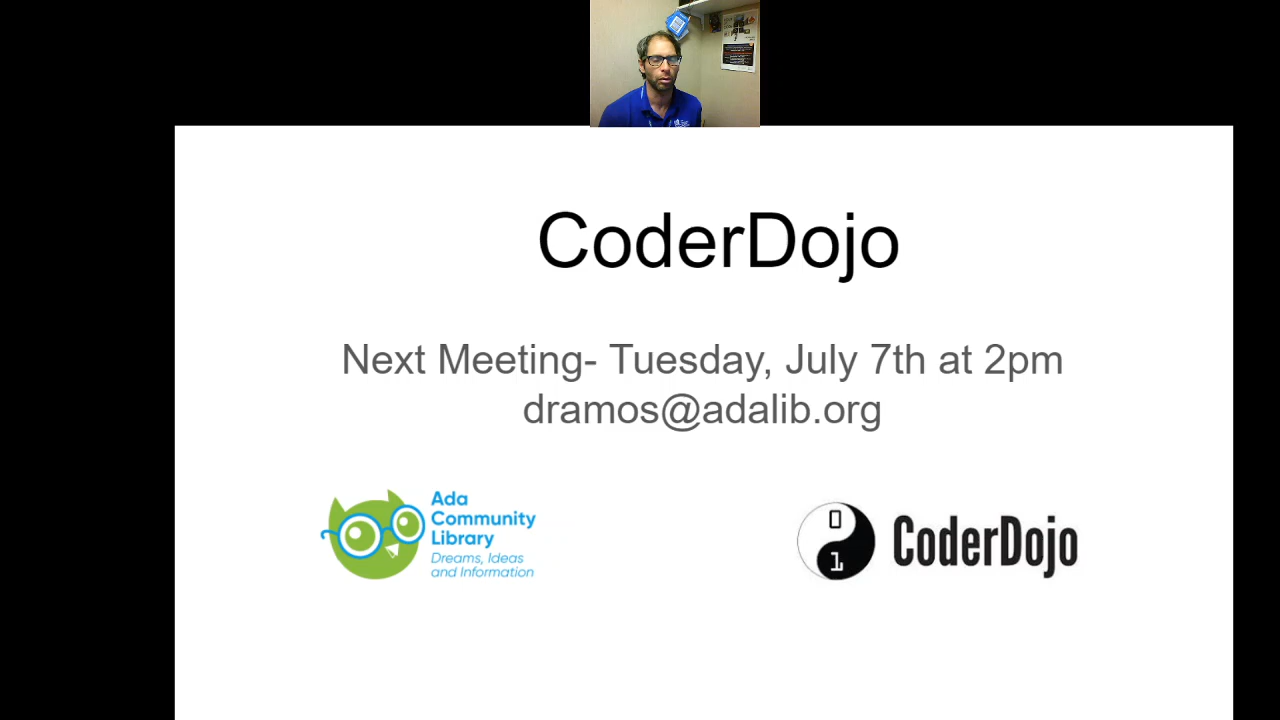 CoderDojo
Next Meeting- Tuesday, July 7th at 2pm
dramos@adalib.org
Ada
Community
Library
Dreams, Ideas
and Information
0
1
CoderDojo